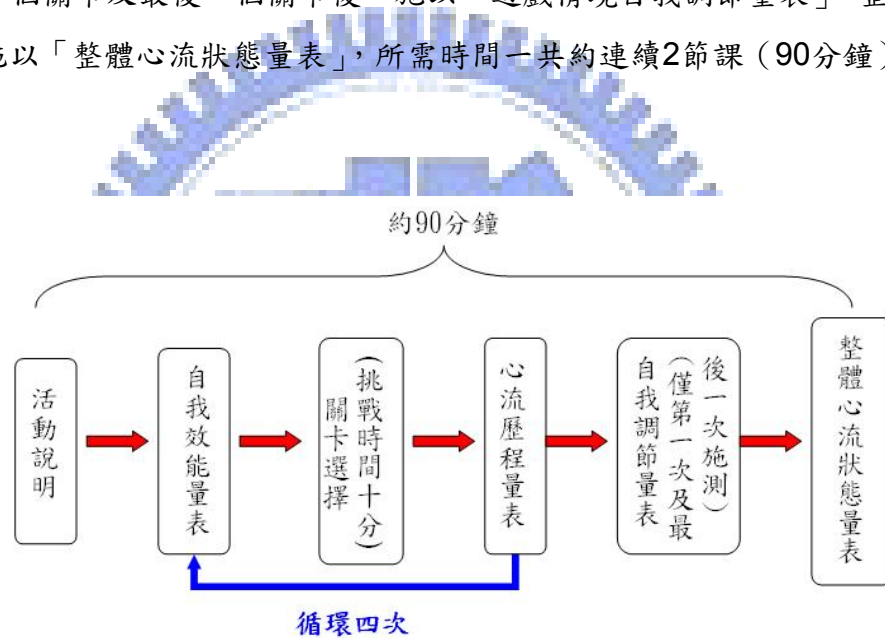 個關卡及最後一個關卡後，施以「遊戲情境自我調節量表」，整
施以「整體心流狀態量表」，所需時間一共約連續2節課（90分鐘）
約90分鐘
活動說明
自我效能量表
關卡選擇
（挑戰時間十分）
心流歷程量表
自我調節量表
（僅第一次及最
後一次施測）
整體心流狀態量表
循環四次